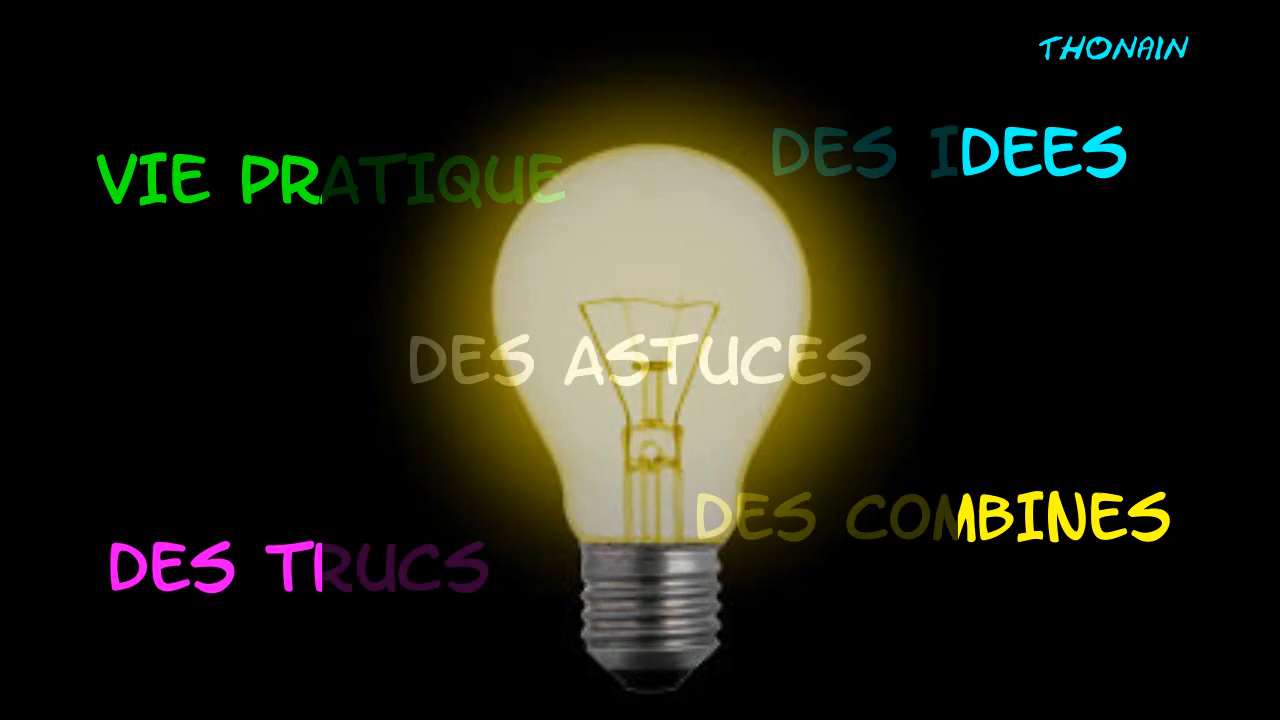 THONAIN
VIE PRATIQUE
DES IDEES
DES ASTUCES
DES COMBINES
DES TRUCS